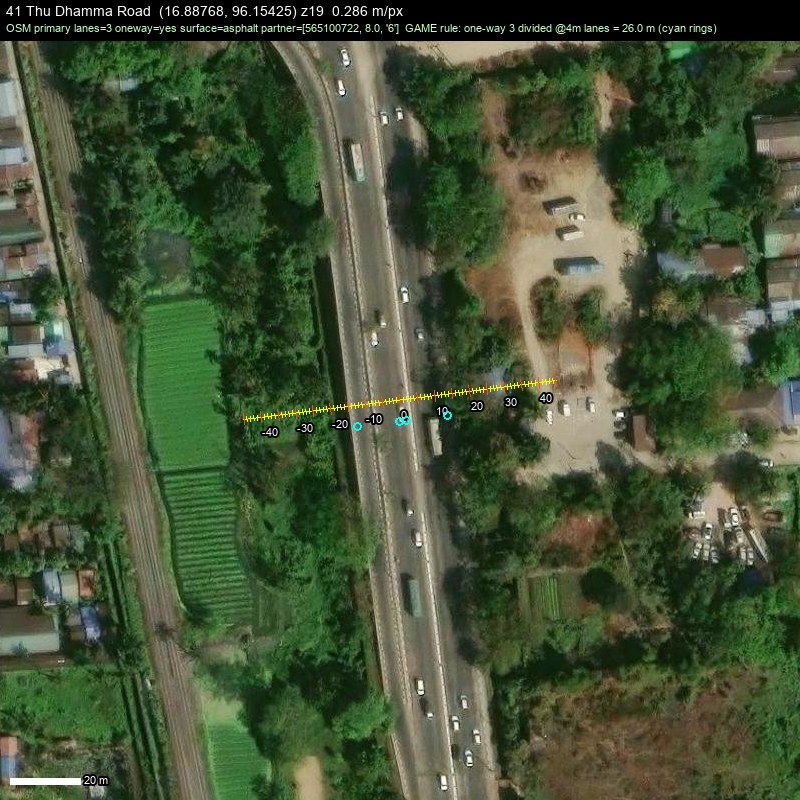 41 Thu Dhamma Road (16.88768, 96.15425) z19 0.286 m/px
OSM primary lanes=3 oneway=yes surface=asphalt partner=[565100722, 8.0, '6'] GAME rule: one-way 3 divided @4m lanes = 26.0 m (cyan rings)
-40 -30 -20 -10 0 10 20 30 40
20 m